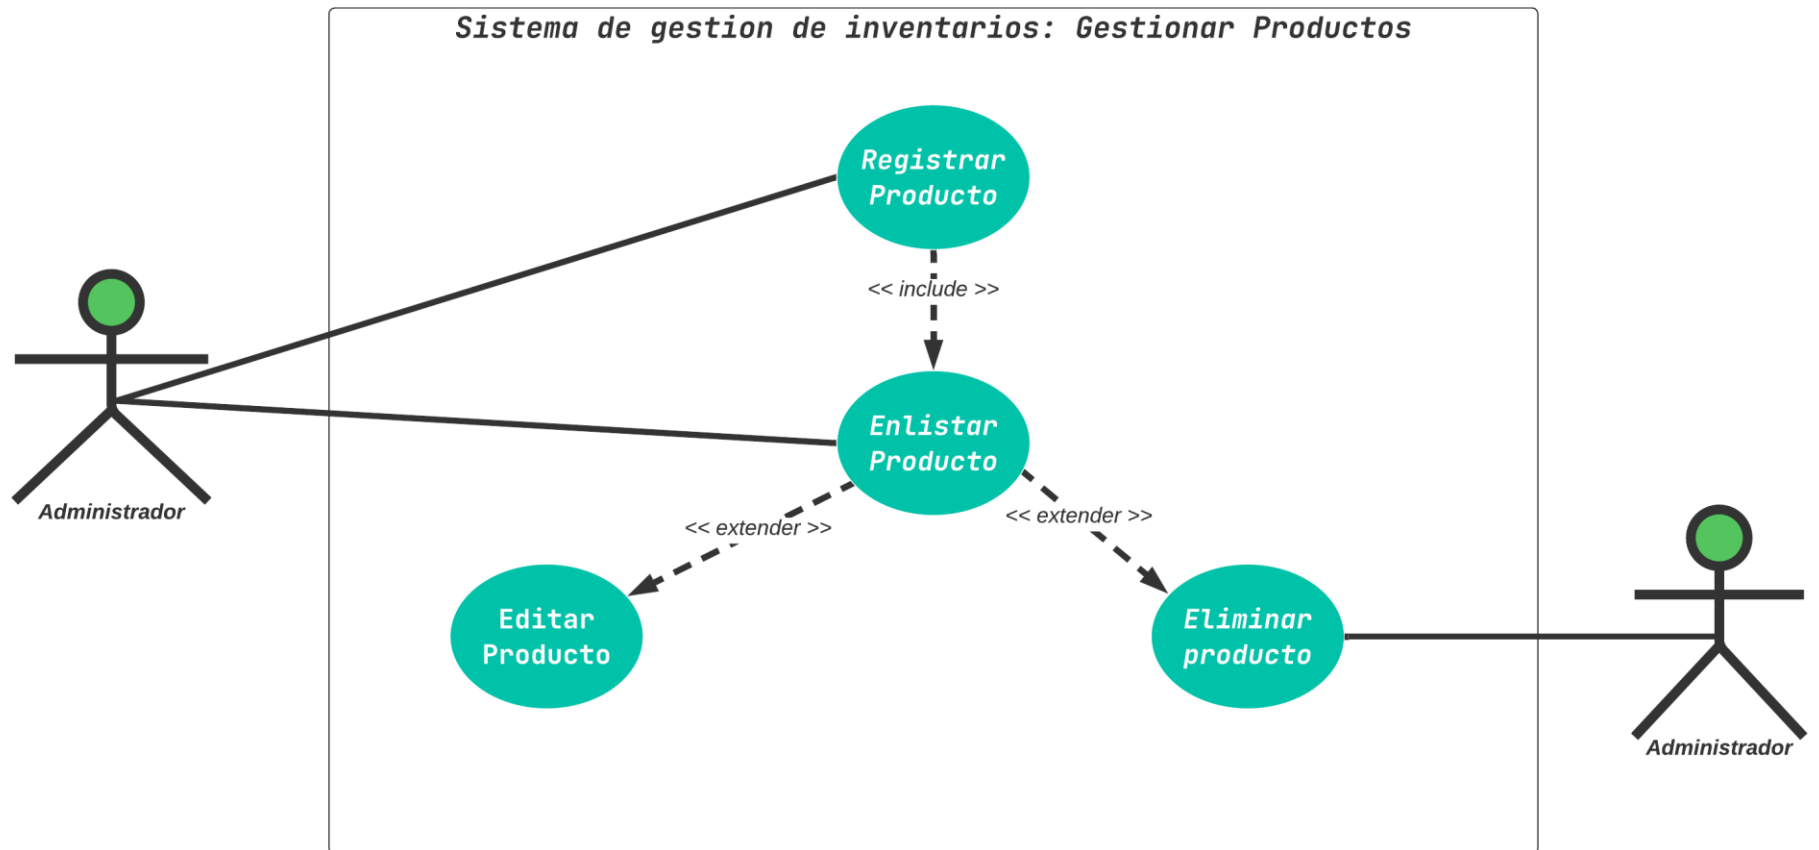 Sistema de gestion de inventarios: Gestionar Productos
Registrar
Producto
<< include >>
Enlistar
Producto
Administrador
<< extender >>
<< extender >>
Editar
Producto
Eliminar
producto
Administrador